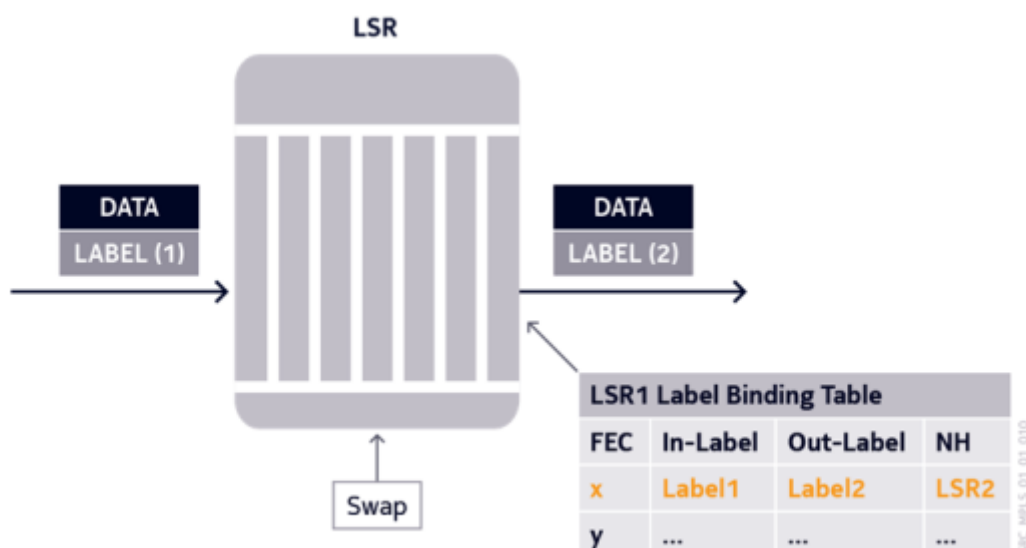 LSR
DATA
LABEL (1)
DATA
LABEL (2)
Swap
LSR1 Label Binding Table
FEC In-Label Out-Label NH
x Label1 Label2 LSR2
y ... ... ...